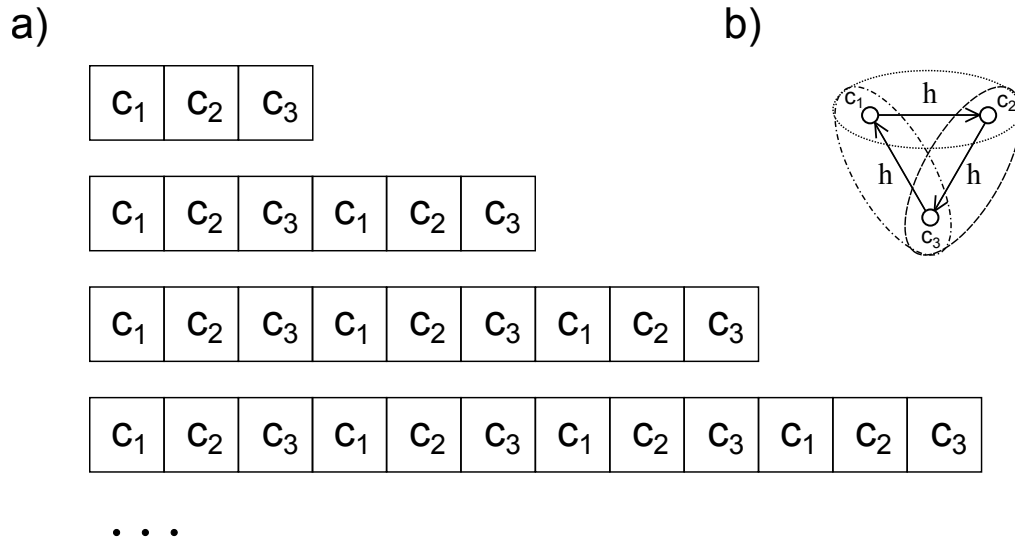 a)
c₁ c₂ c₃
c₁ c₂ c₃ c₁ c₂ c₃
c₁ c₂ c₃ c₁ c₂ c₃ c₁ c₂ c₃
c₁ c₂ c₃ c₁ c₂ c₃ c₁ c₂ c₃ c₁ c₂ c₃
. . .
b)
c₁ h c₂
h h
c₃